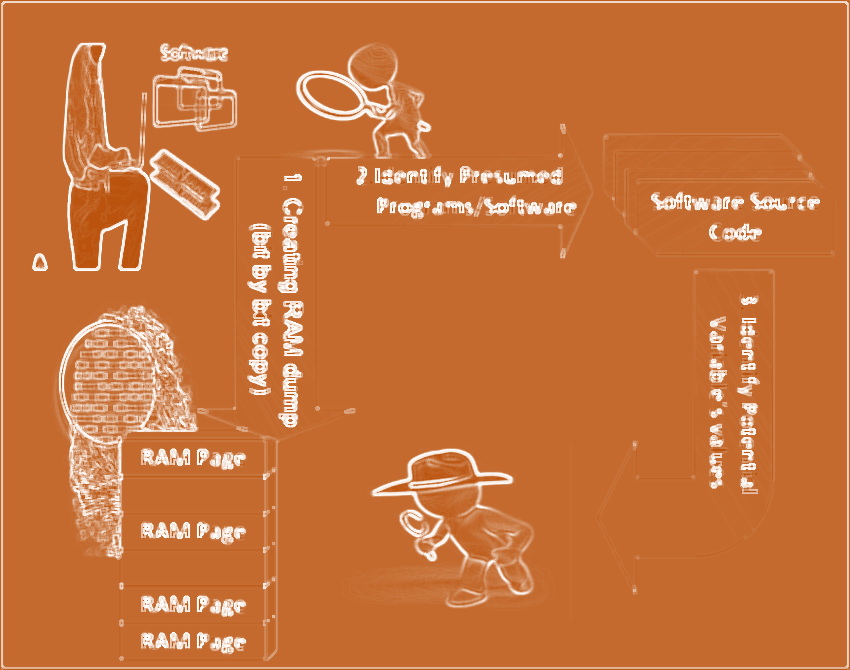 Software
2 Identify Presumed
Programs/Software
Software Source
Code
1. Creating RAM dump
(bit by bit copy)
3 Identify Potential
Variable's values
RAM Page
RAM Page
RAM Page
RAM Page